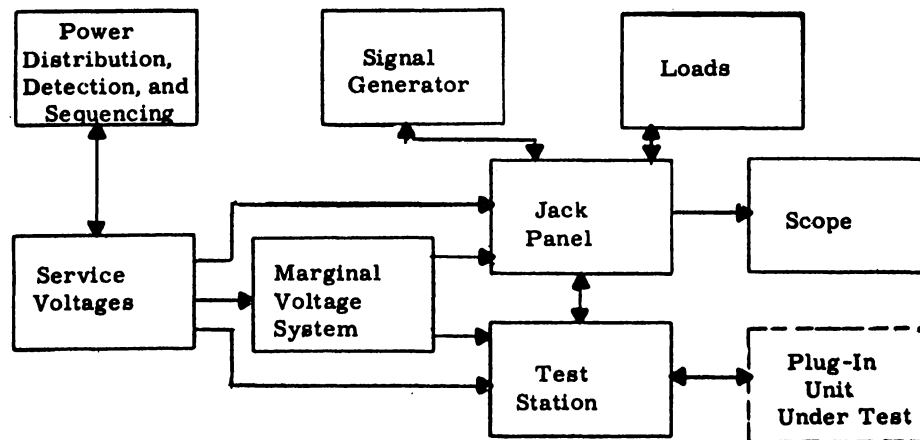 Power
Distribution,
Detection, and
Sequencing
Signal
Generator
Loads
Jack
Panel
Scope
Service
Voltages
Marginal
Voltage
System
Test
Station
Plug-In
Unit
Under Test